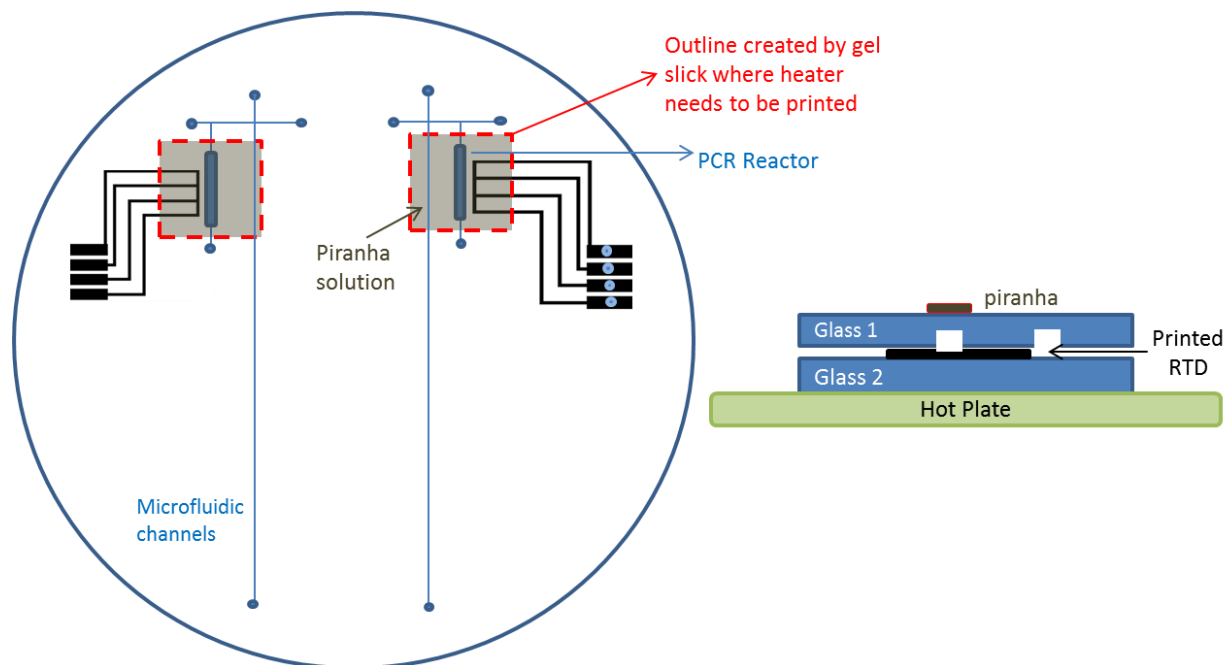 Outline created by gel
slick where heater
needs to be printed
PCR Reactor
Piranha
solution
Microfluidic
channels
piranha
Glass 1
Printed
RTD
Glass 2
Hot Plate